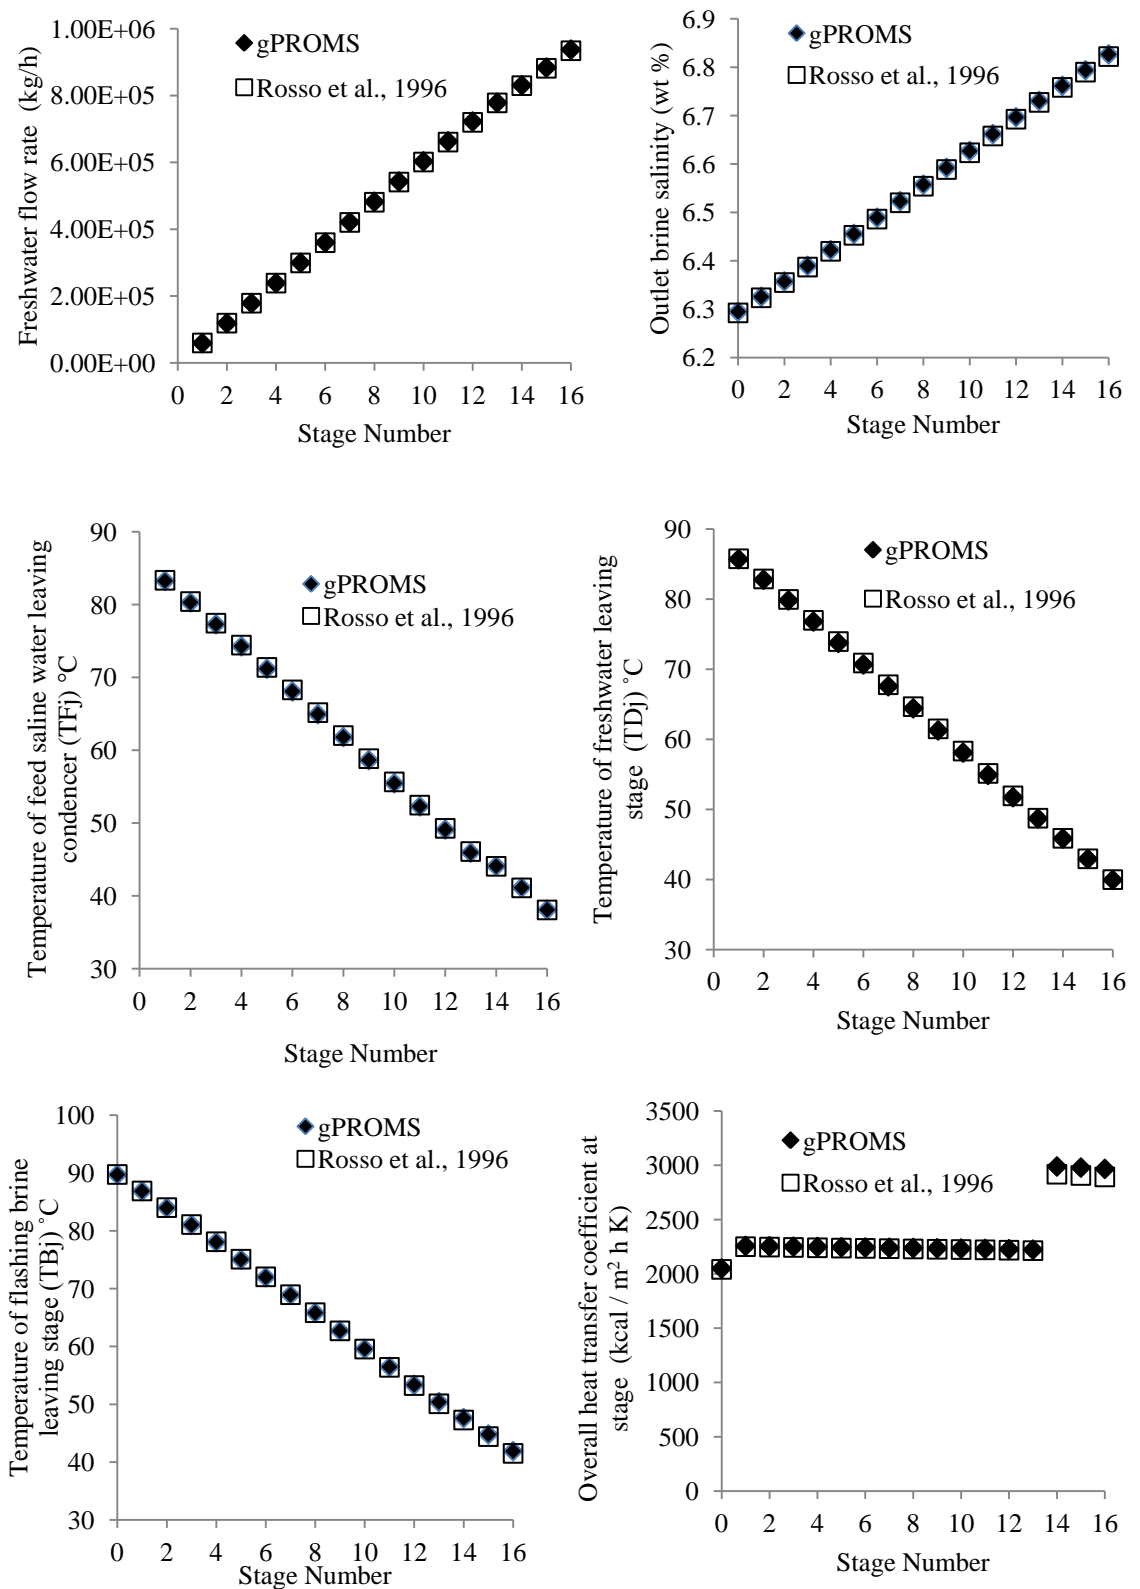 Freshwater flow rate (kg/h)
1.00E+06
8.00E+05
6.00E+05
4.00E+05
2.00E+05
0.00E+00
gPROMS
Rosso et al., 1996
0 2 4 6 8 10 12 14 16
Stage Number
Outlet brine salinity (wt %)
6.9
6.8
6.7
6.6
6.5
6.4
6.3
6.2
gPROMS
Rosso et al., 1996
0 2 4 6 8 10 12 14 16
Stage Number
Temperature of feed saline water leaving
condencer (TFj) °C
90
80
70
60
50
40
30
gPROMS
Rosso et al., 1996
0 2 4 6 8 10 12 14 16
Stage Number
Temperature of freshwater leaving
stage (TDj) ˚C
90
80
70
60
50
40
30
gPROMS
Rosso et al., 1996
0 2 4 6 8 10 12 14 16
Stage Number
Temperature of flashing brine
leaving stage (TBj) ˚C
100
90
80
70
60
50
40
30
gPROMS
Rosso et al., 1996
0 2 4 6 8 10 12 14 16
Stage Number
Overall heat transfer coefficient at
stage (kcal / m² h K)
3500
3000
2500
2000
1500
1000
500
0
gPROMS
Rosso et al., 1996
0 2 4 6 8 10 12 14 16
Stage Number